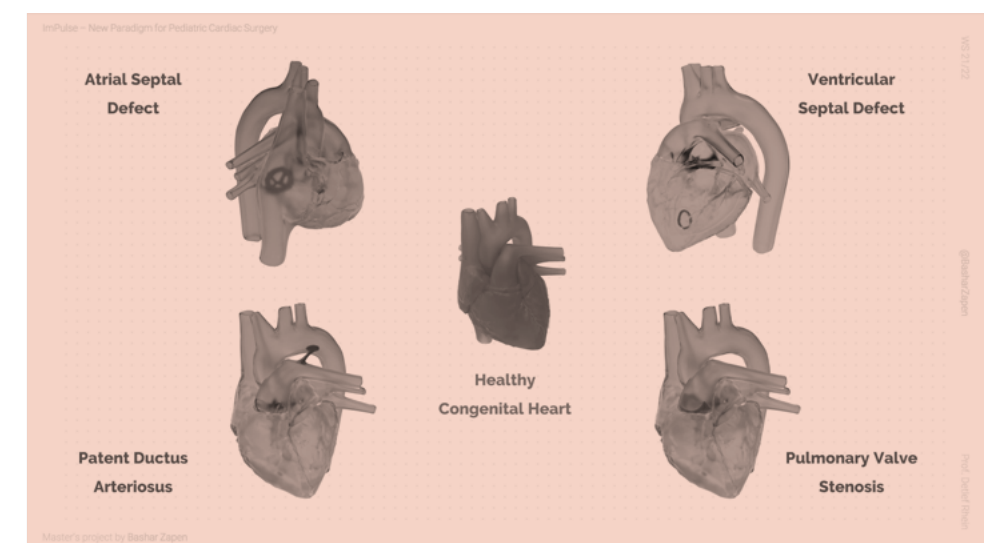 ImPulse – New Paradigm for Pediatric Cardiac Surgery
WS 21/22
Atrial Septal
Defect
Ventricular
Septal Defect
@BasharZapen
Healthy
Congenital Heart
Patent Ductus
Arteriosus
Pulmonary Valve
Stenosis
Prof. Detlef Rhein
Master's project by Bashar Zapen